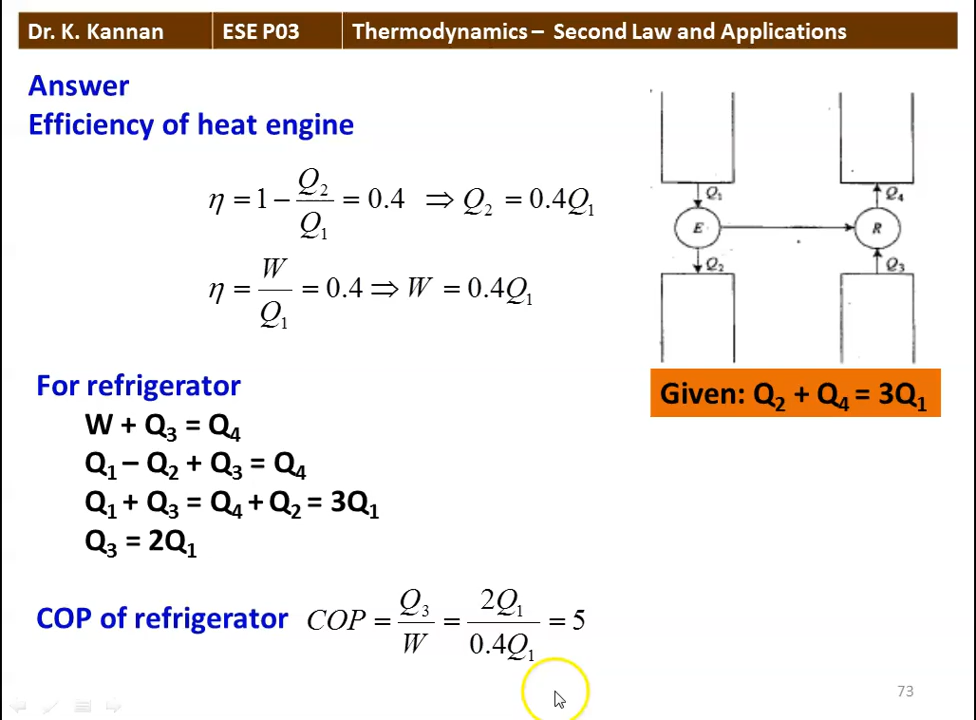 Dr. K. Kannan ESE P03 Thermodynamics – Second Law and Applications
Answer
Efficiency of heat engine
η = 1 − Q₂/Q₁ = 0.4 ⇒ Q₂ = 0.4Q₁
η = W/Q₁ = 0.4 ⇒ W = 0.4Q₁
Q₁ Q₄
E R
Q₂ Q₃
Given: Q₂ + Q₄ = 3Q₁
For refrigerator
W + Q₃ = Q₄
Q₁ – Q₂ + Q₃ = Q₄
Q₁ + Q₃ = Q₄ + Q₂ = 3Q₁
Q₃ = 2Q₁
COP of refrigerator COP = Q₃/W = 2Q₁/0.4Q₁ = 5
73